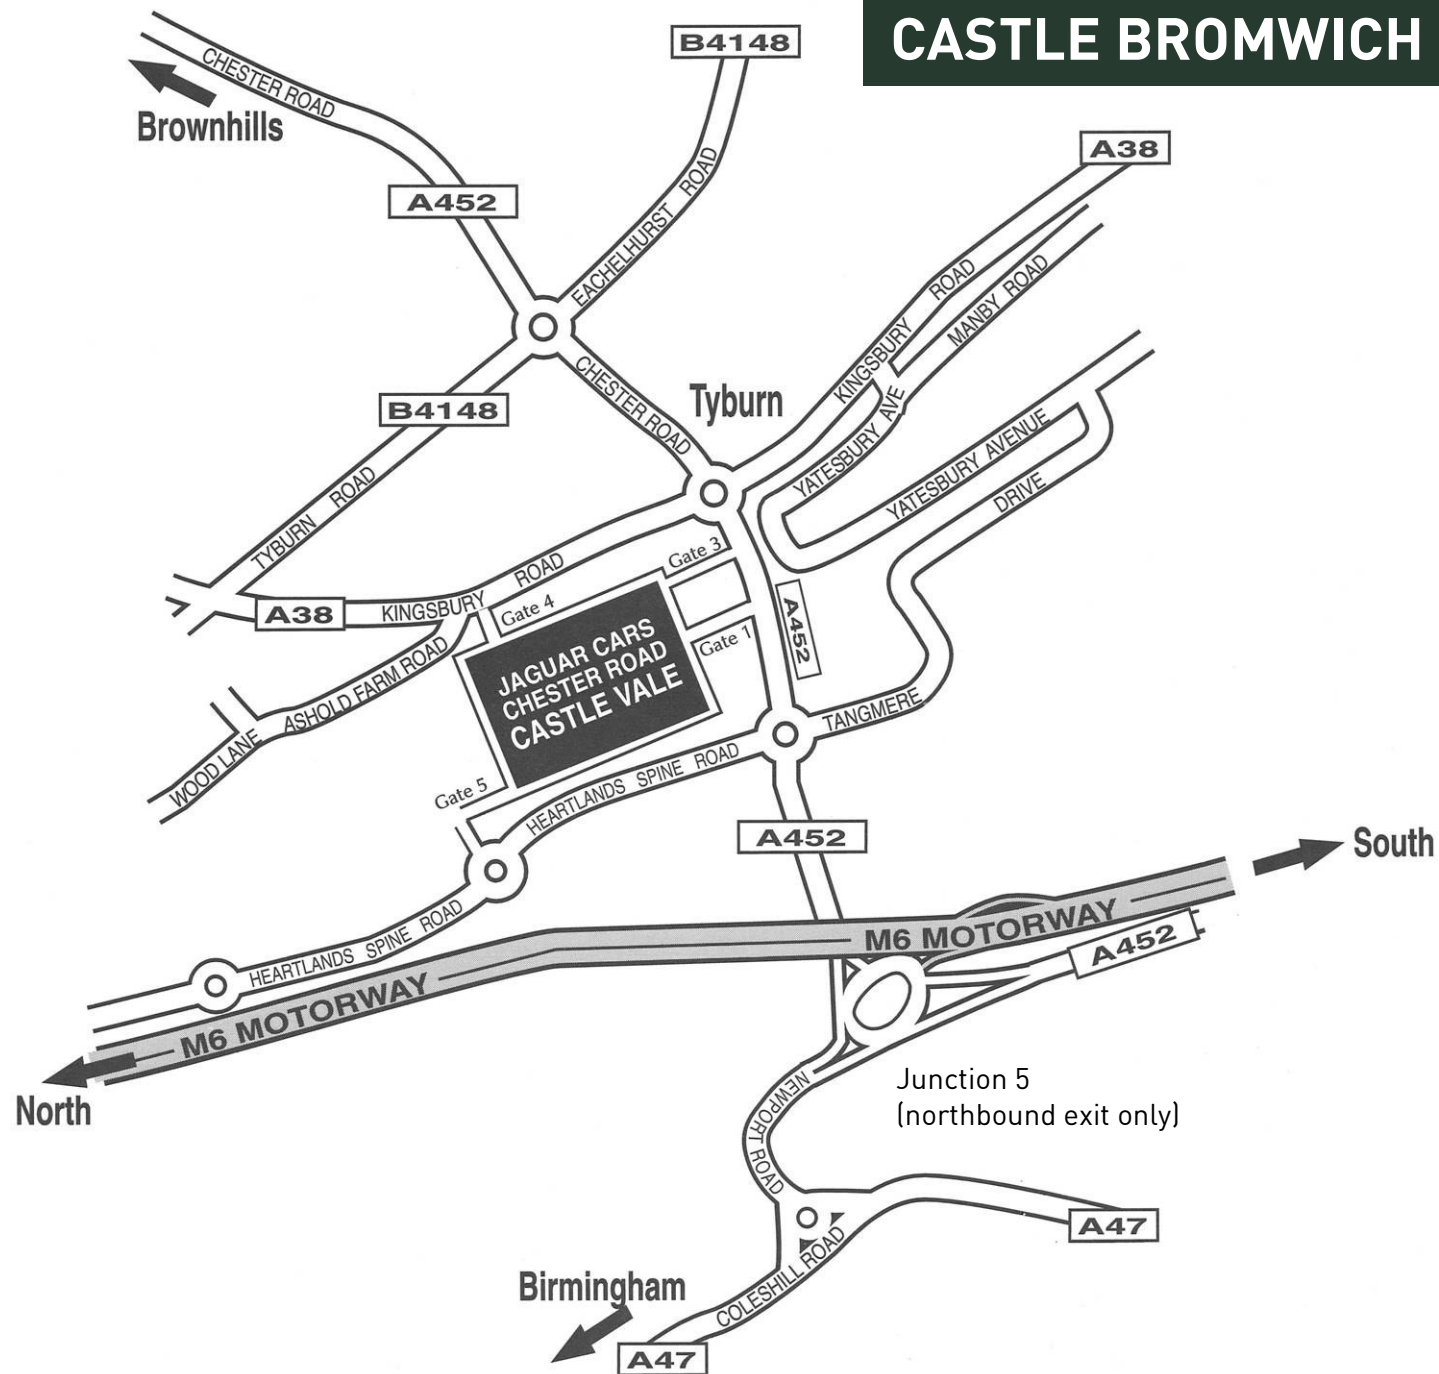 CASTLE BROMWICH
B4148
CHESTER ROAD
Brownhills
A38
A452
EACHELHURST ROAD
KINGSBURY ROAD
MANBY ROAD
CHESTER ROAD
Tyburn
B4148
YATESBURY AVE
YATESBURY AVENUE
DRIVE
TYBURN ROAD
Gate 3
A38
KINGSBURY ROAD
Gate 4
A452
JAGUAR CARS
CHESTER ROAD
CASTLE VALE
Gate 1
ASHOLD FARM ROAD
WOOD LANE
TANGMERE
Gate 5
HEARTLANDS SPINE ROAD
A452
South
HEARTLANDS SPINE ROAD
M6 MOTORWAY
A452
M6 MOTORWAY
North
Junction 5
(northbound exit only)
NEWPORT ROAD
A47
COLESHILL ROAD
Birmingham
A47